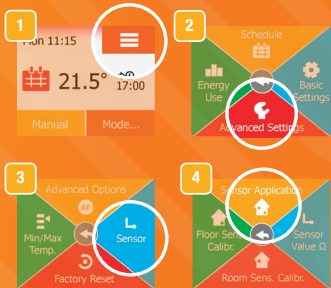 1
Mon 11:15
21.5°
17:00
Manual
Mode...
2
Schedule
Energy
Use
Basic
Settings
Advanced Settings
3
Advanced Options
AF
Min/Max
Temp.
Sensor
Factory Reset
4
Sensor Application
Floor Sens.
Calibr.
Sensor
Value Ω
Room Sens. Calibr.